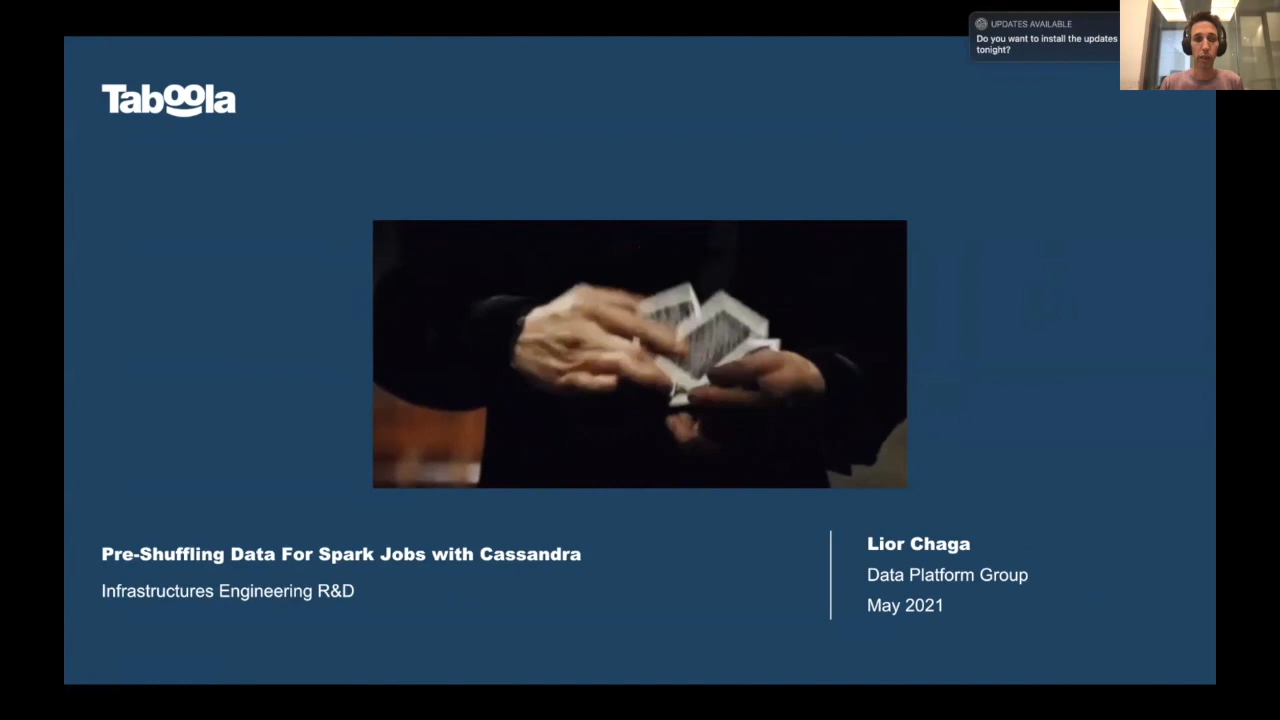 UPDATES AVAILABLE
Do you want to install the updates
tonight?
Taboola
Pre-Shuffling Data For Spark Jobs with Cassandra
Infrastructures Engineering R&D
Lior Chaga
Data Platform Group
May 2021